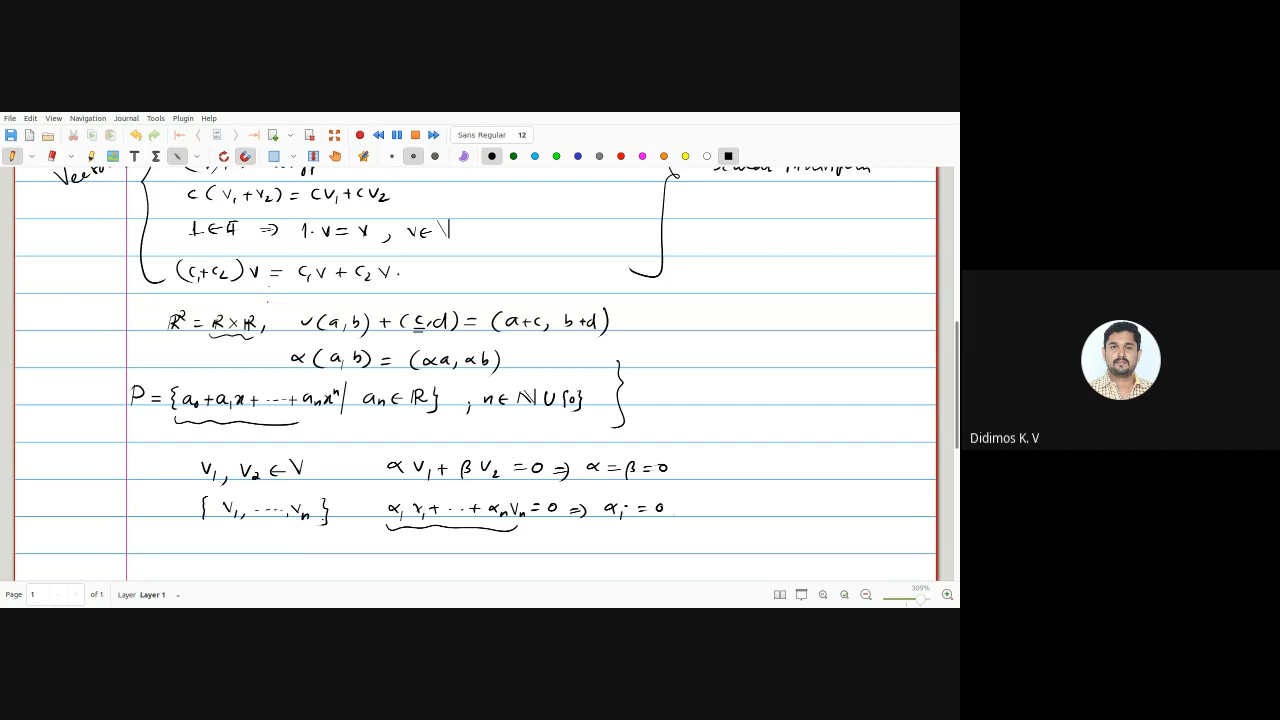 File Edit View Navigation Journal Tools Plugin Help
Sans Regular 12
Vector
c(v₁+v₂) = cv₁+cv₂
1∈F ⇒ 1·v = v , v∈V
(c₁+c₂)v = c₁v + c₂v.
ℝ² = ℝ×ℝ, (a,b) + (c,d) = (a+c, b+d)
α(a,b) = (αa, αb)
P = {a₀+a₁x+⋯+aₙxⁿ | aₙ∈ℝ} ; n∈ℕ∪{0}
v₁, v₂ ∈ V αv₁+βv₂ = 0 ⇒ α=β=0
{v₁, ...., vₙ} α₁v₁+⋯+αₙvₙ = 0 ⇒ αᵢ = 0
Didimos K. V
309%
Page 1 of 1 Layer Layer 1